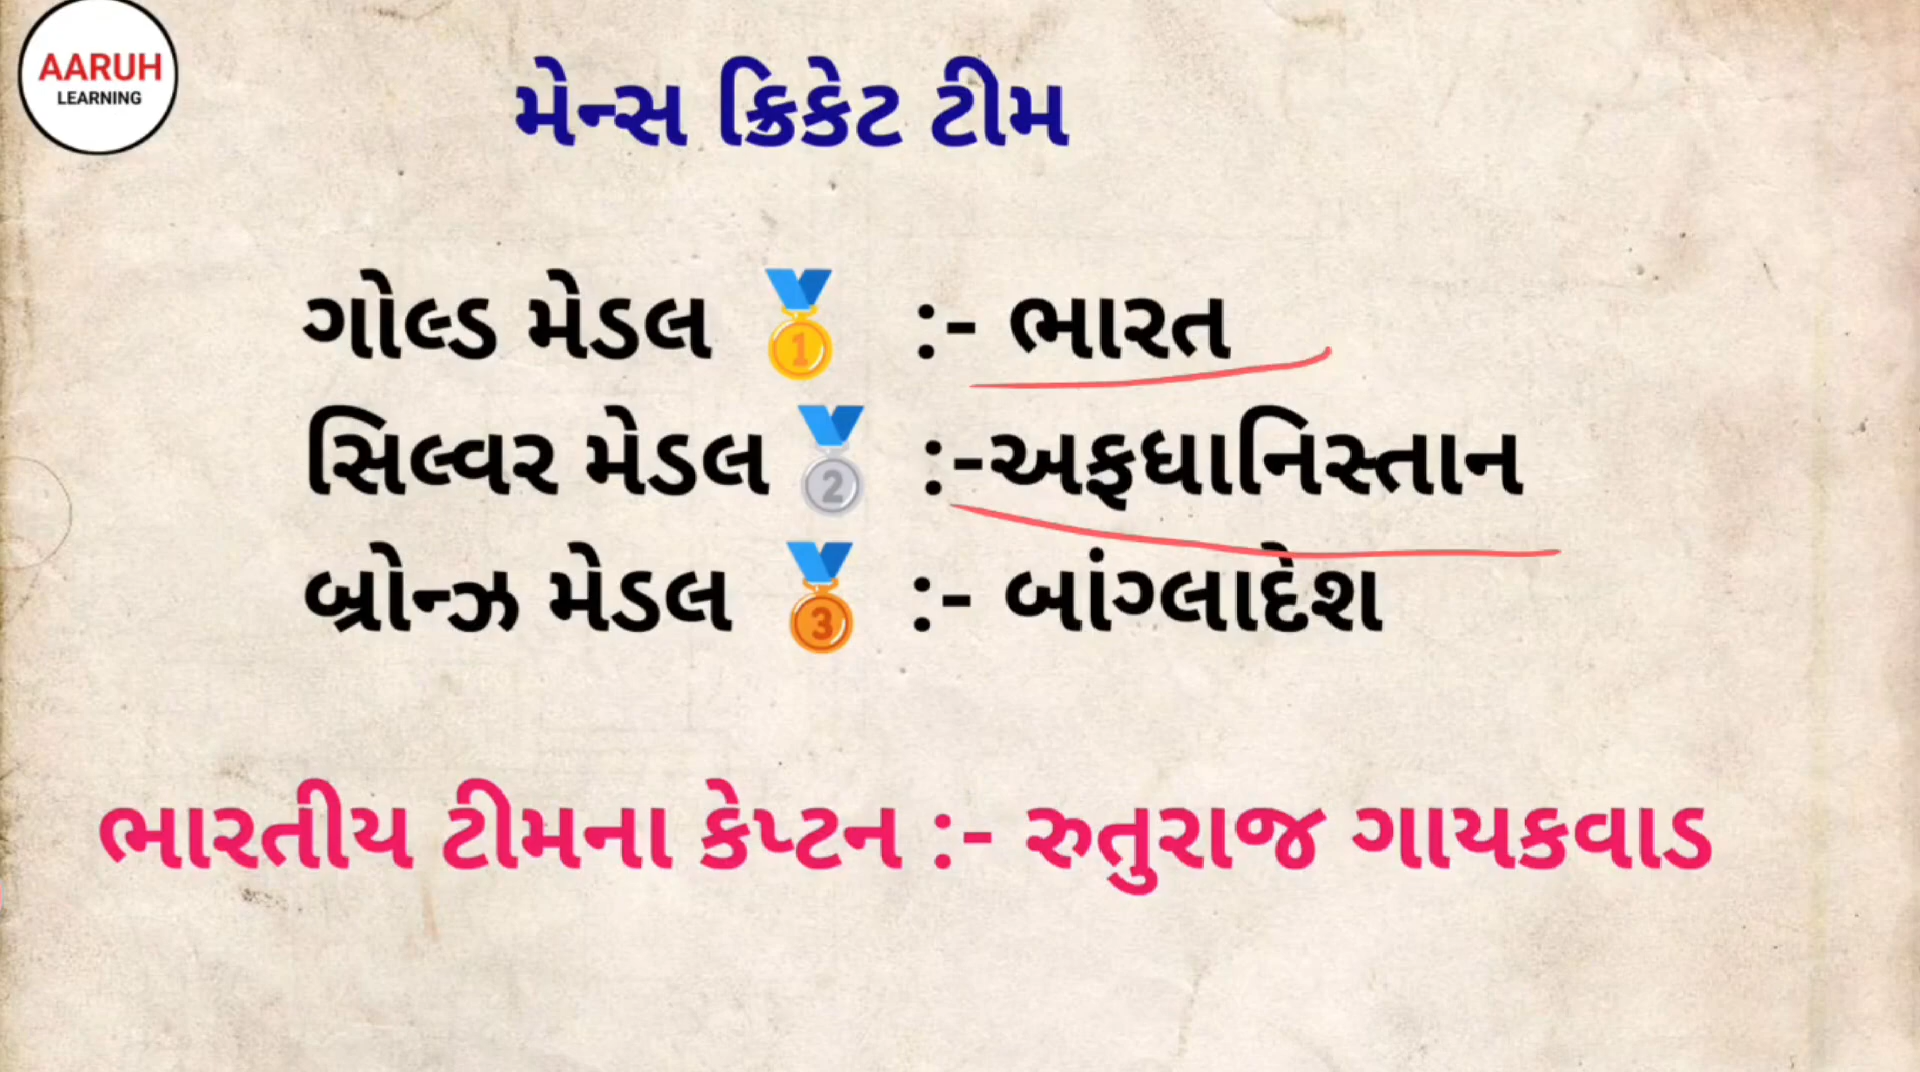 AARUH
LEARNING
મેન્સ ક્રિકેટ ટીમ
ગોલ્ડ મેડલ 🥇 :- ભારત
સિલ્વર મેડલ 🥈 :-અફઘાનિસ્તાન
બ્રોન્ઝ મેડલ 🥉 :- બાંગ્લાદેશ
ભારતીય ટીમના કેપ્ટન :- રુતુરાજ ગાયકવાડ